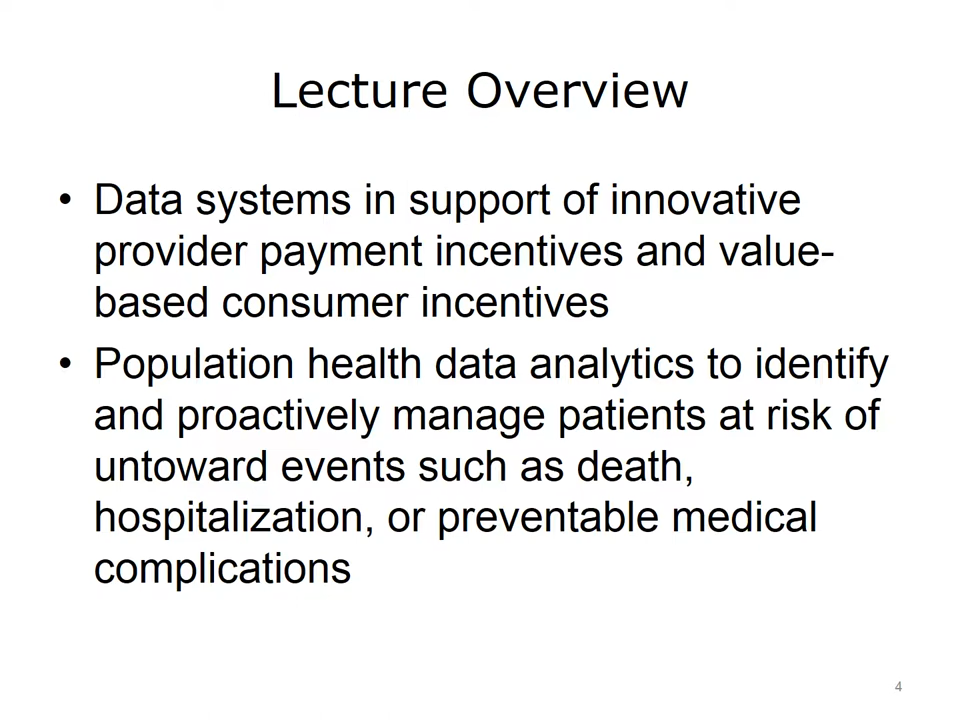 Lecture Overview
• Data systems in support of innovative
provider payment incentives and value-
based consumer incentives
• Population health data analytics to identify
and proactively manage patients at risk of
untoward events such as death,
hospitalization, or preventable medical
complications
4